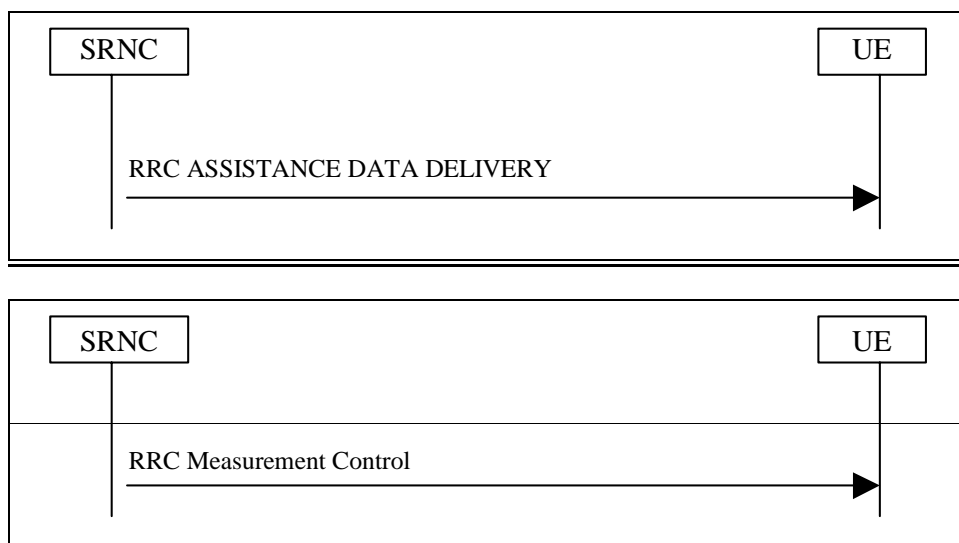 SRNC UE
RRC ASSISTANCE DATA DELIVERY
SRNC UE
RRC Measurement Control